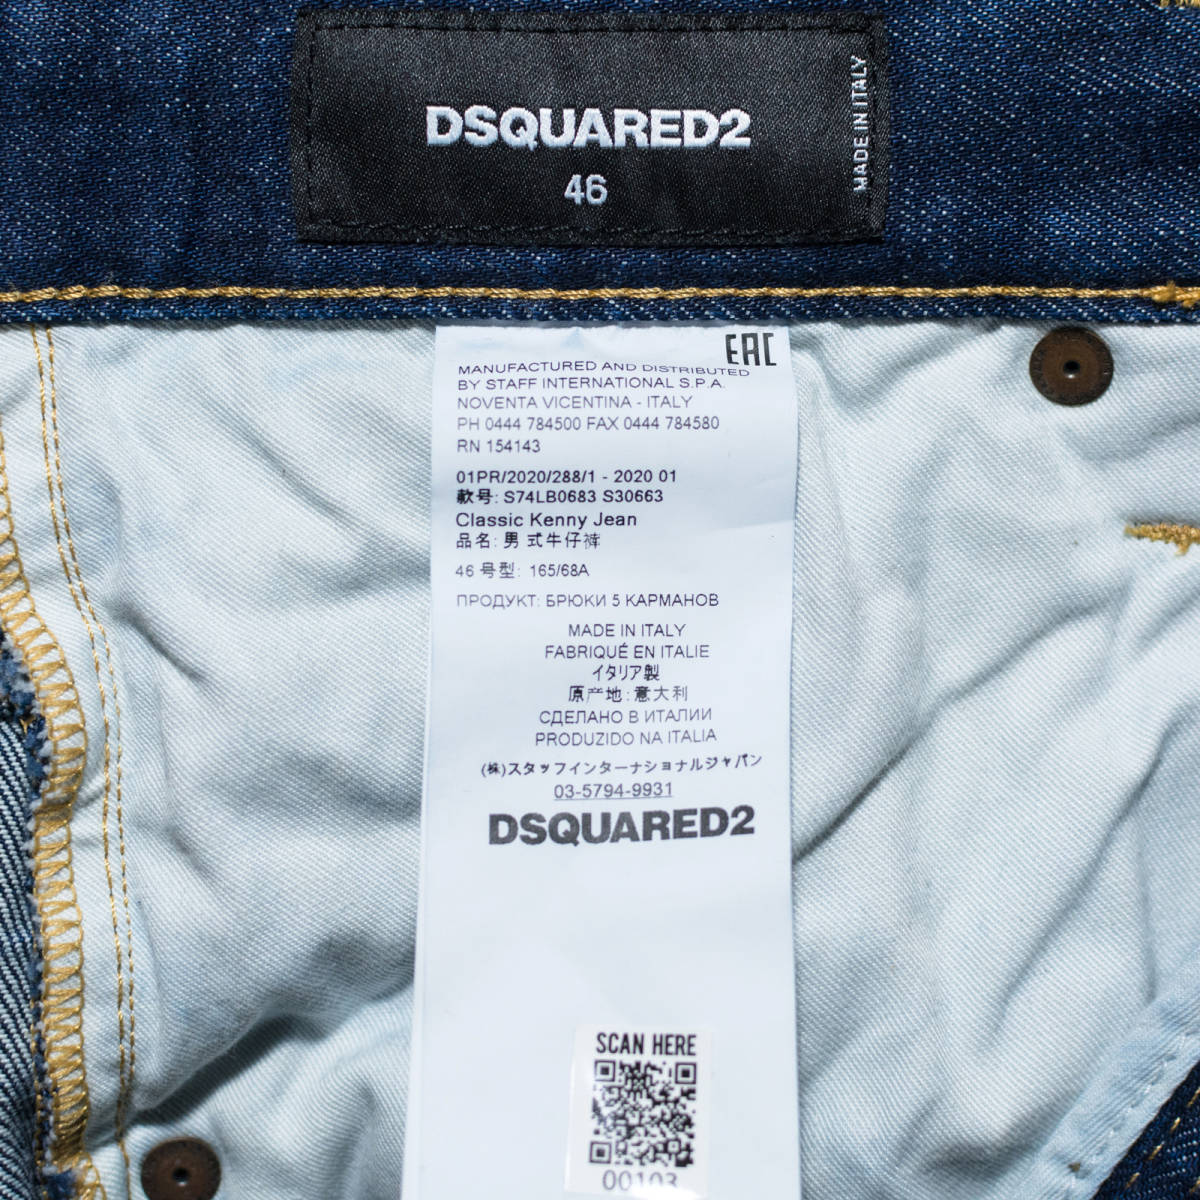 DSQUARED2
46
MADE IN ITALY
EAC
MANUFACTURED AND DISTRIBUTED
BY STAFF INTERNATIONAL S.P.A.
NOVENTA VICENTINA - ITALY
PH 0444 784500 FAX 0444 784580
RN 154143
01PR/2020/288/1 - 2020 01
款号: S74LB0683 S30663
Classic Kenny Jean
品名: 男 式牛仔裤
46 号型: 165/68A
ПРОДУКТ: БРЮКИ 5 КАРМАНОВ
MADE IN ITALY
FABRIQUÉ EN ITALIE
イタリア製
原产地:意大利
СДЕЛАНО В ИТАЛИИ
PRODUZIDO NA ITALIA
(株)スタッフインターナショナルジャパン
03-5794-9931
DSQUARED2
SCAN HERE
00103